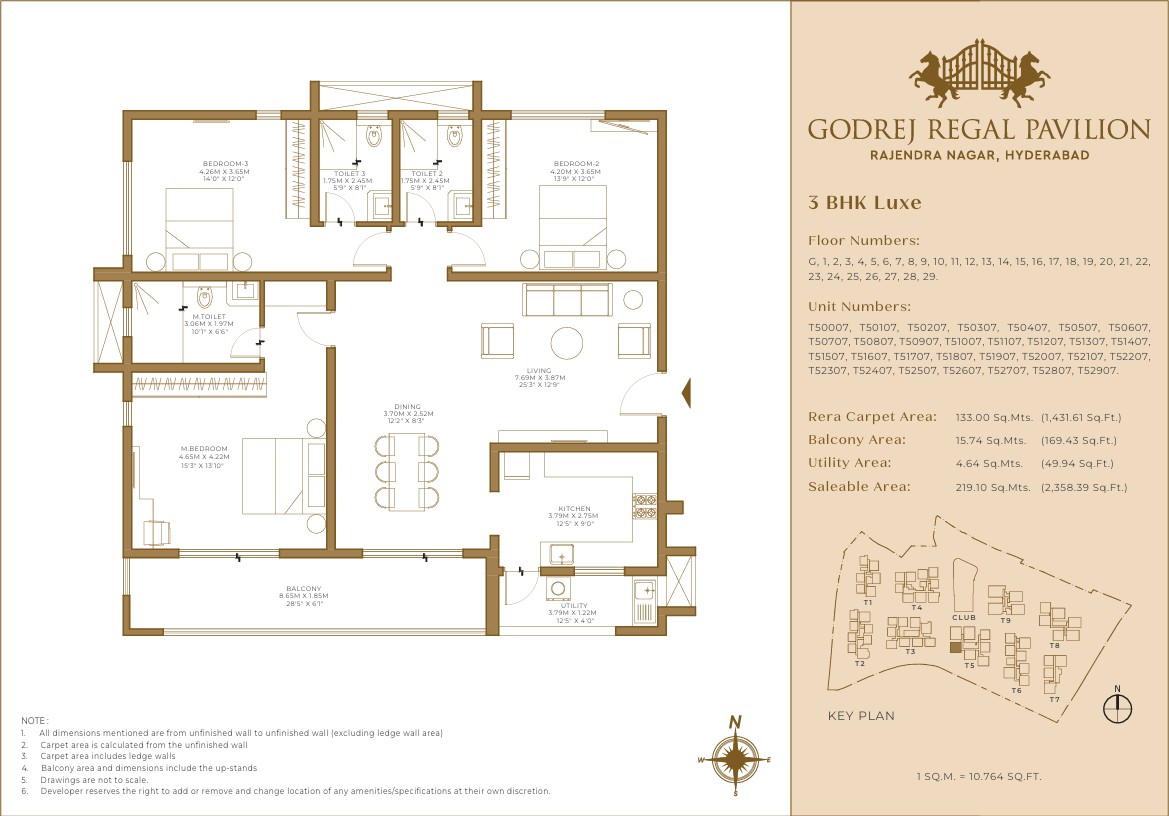 BEDROOM-3
4.26M X 3.65M
14'0" X 12'0"
TOILET 3
1.75M X 2.45M
5'9" X 8'1"
TOILET 2
1.75M X 2.45M
5'9" X 8'1"
BEDROOM-2
4.20M X 3.65M
13'9" X 12'0"
M.TOILET
3.06M X 1.97M
10'1" X 6'6"
LIVING
7.69M X 3.87M
25'3" X 12'9"
DINING
3.70M X 2.52M
12'2" X 8'3"
M.BEDROOM
4.65M X 4.22M
15'3" X 13'10"
KITCHEN
3.79M X 2.75M
12'5" X 9'0"
BALCONY
8.65M X 1.85M
28'5" X 6'1"
UTILITY
3.79M X 1.22M
12'5" X 4'0"
NOTE :
1. All dimensions mentioned are from unfinished wall to unfinished wall (excluding ledge wall area)
2. Carpet area is calculated from the unfinished wall
3. Carpet area includes ledge walls
4. Balcony area and dimensions include the up-stands
5. Drawings are not to scale.
6. Developer reserves the right to add or remove and change location of any amenities/specifications at their own discretion.
N
W E
S
GODREJ REGAL PAVILION
RAJENDRA NAGAR, HYDERABAD
3 BHK Luxe
Floor Numbers:
G, 1, 2, 3, 4, 5, 6, 7, 8, 9, 10, 11, 12, 13, 14, 15, 16, 17, 18, 19, 20, 21, 22,
23, 24, 25, 26, 27, 28, 29.
Unit Numbers:
T50007, T50107, T50207, T50307, T50407, T50507, T50607,
T50707, T50807, T50907, T51007, T51107, T51207, T51307, T51407,
T51507, T51607, T51707, T51807, T51907, T52007, T52107, T52207,
T52307, T52407, T52507, T52607, T52707, T52807, T52907.
Rera Carpet Area: 133.00 Sq.Mts. (1,431.61 Sq.Ft.)
Balcony Area: 15.74 Sq.Mts. (169.43 Sq.Ft.)
Utility Area: 4.64 Sq.Mts. (49.94 Sq.Ft.)
Saleable Area: 219.10 Sq.Mts. (2,358.39 Sq.Ft.)
T1
T4
CLUB
T9
T8
T2
T3
T5
T6
T7
N
KEY PLAN
1 SQ.M. = 10.764 SQ.FT.